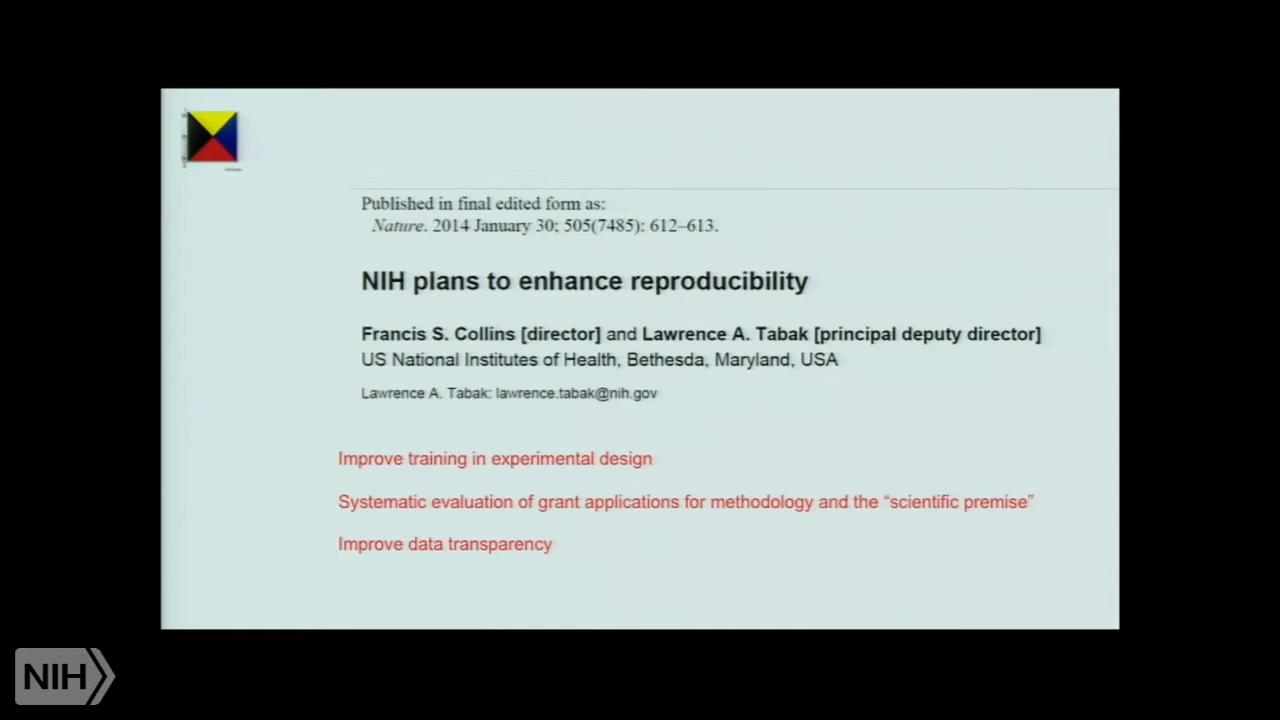 Published in final edited form as:
Nature. 2014 January 30; 505(7485): 612–613.
NIH plans to enhance reproducibility
Francis S. Collins [director] and Lawrence A. Tabak [principal deputy director]
US National Institutes of Health, Bethesda, Maryland, USA
Lawrence A. Tabak: lawrence.tabak@nih.gov
Improve training in experimental design
Systematic evaluation of grant applications for methodology and the “scientific premise”
Improve data transparency
NIH